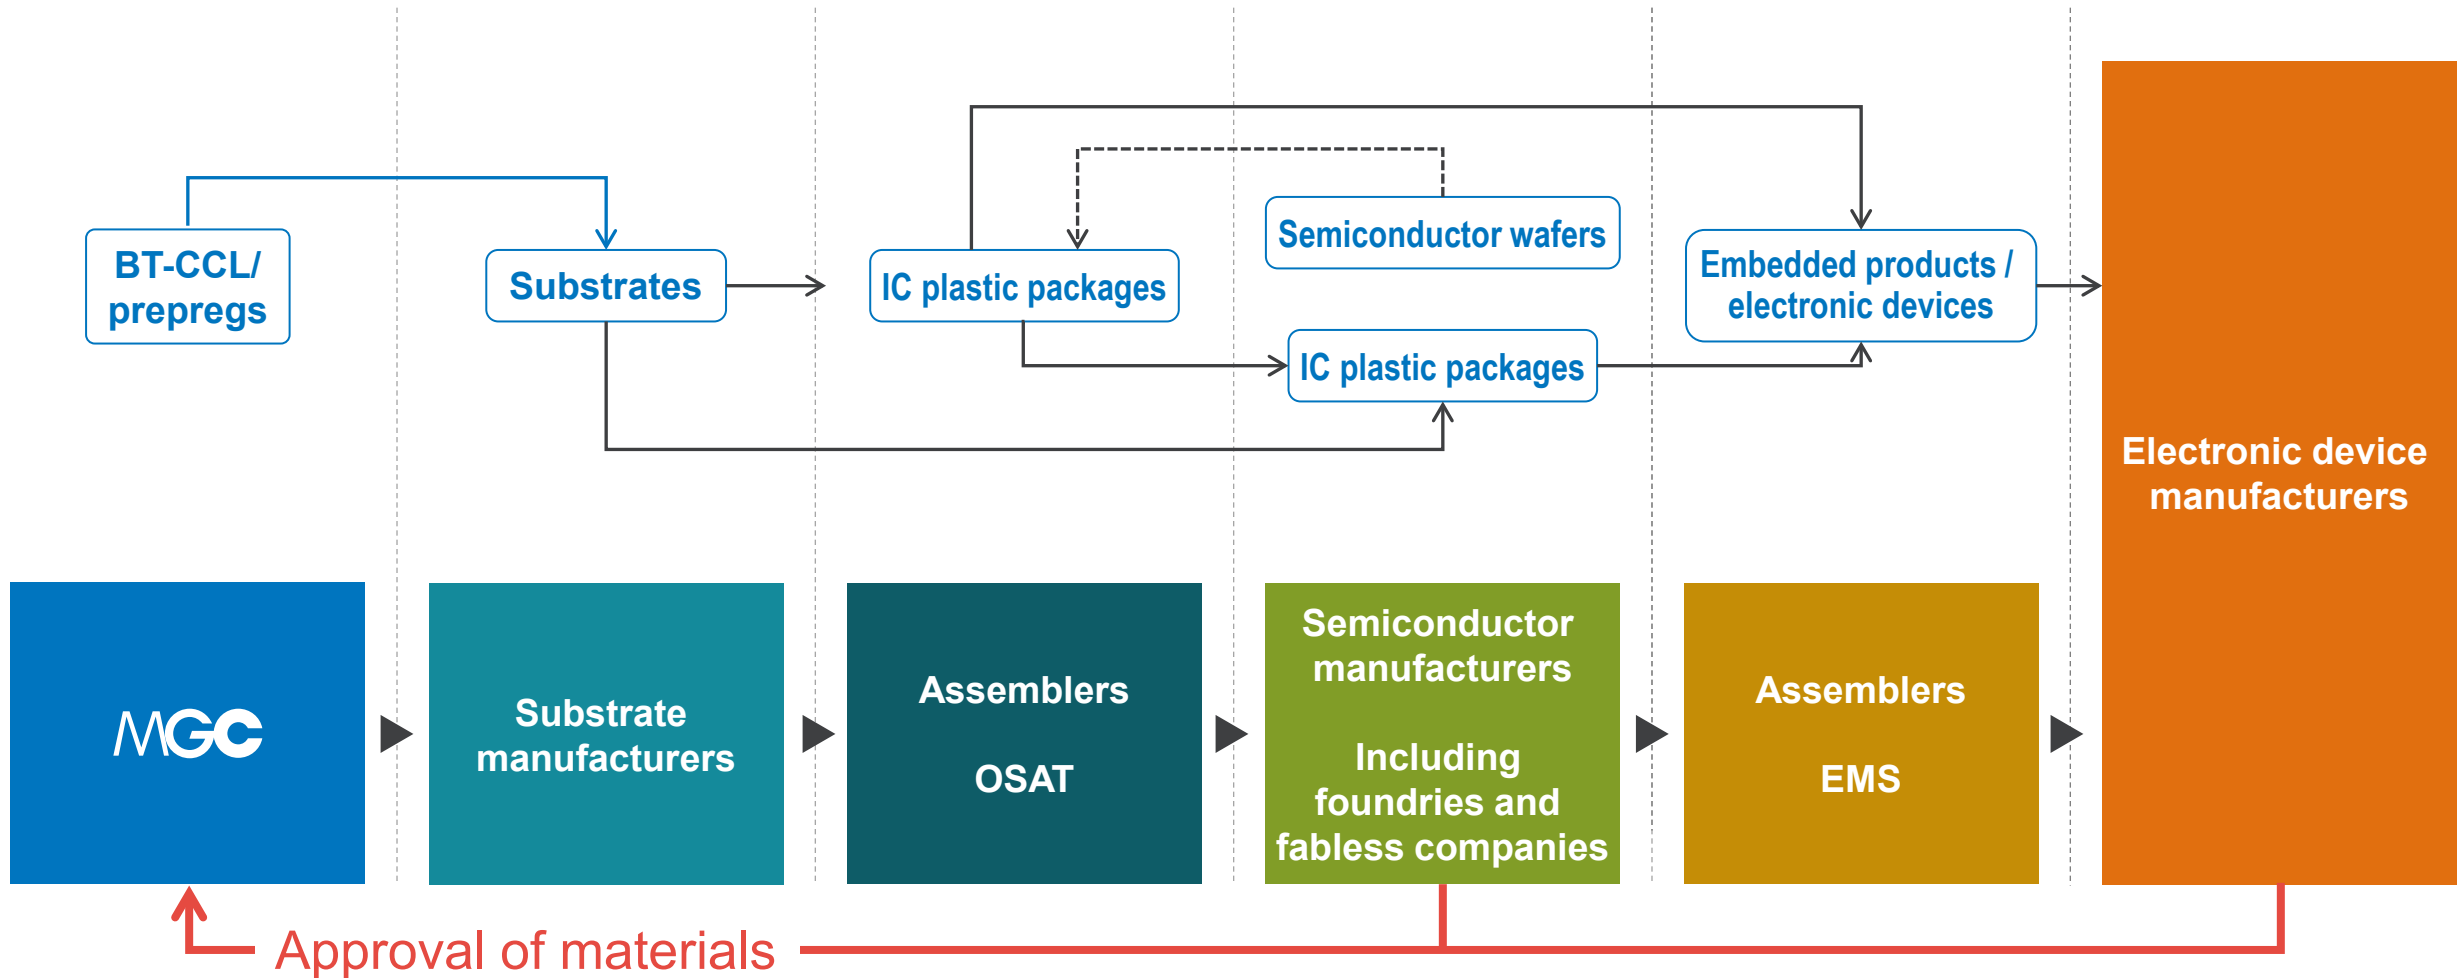 BT-CCL/
prepregs
Substrates
IC plastic packages
Semiconductor wafers
IC plastic packages
Embedded products /
electronic devices
Electronic device
manufacturers
MGC
Substrate
manufacturers
Assemblers
OSAT
Semiconductor
manufacturers
Including
foundries and
fabless companies
Assemblers
EMS
Approval of materials